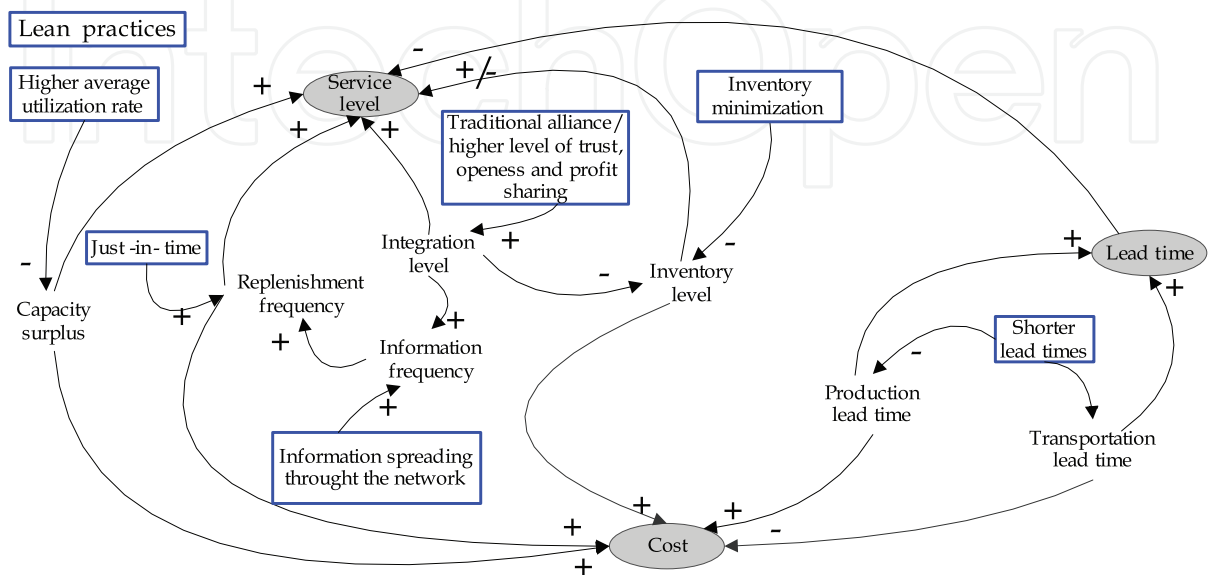 Lean practices
Higher average
utilization rate
Service
level
Inventory
minimization
Traditional alliance/
higher level of trust,
openess and profit
sharing
Just -in- time
Integration
level
Lead time
Replenishment
frequency
Inventory
level
Capacity
surplus
Information
frequency
Shorter
lead times
Production
lead time
Transportation
lead time
Information spreading
throught the network
Cost
-
+
+/-
+
+
+
-
-
+
-
+
+
+
+
+
-
+
+
+
-
+
+
InTechOpen